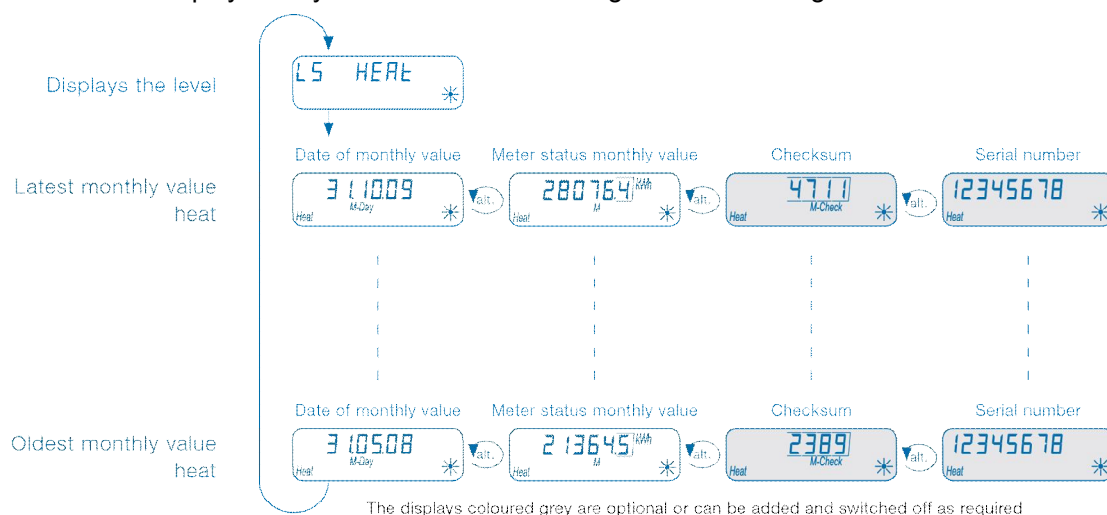 Displays the level
L5 HEAt
Date of monthly value Meter status monthly value Checksum Serial number
Latest monthly value
heat
31.10.09 M-Day Heat alt. 28076.4 kWh M Heat alt. 4711 M-Check Heat alt. 12345678 Heat
Date of monthly value Meter status monthly value Checksum Serial number
Oldest monthly value
heat
31.05.08 M-Day Heat alt. 21364.5 kWh M Heat alt. 2389 M-Check Heat alt. 12345678 Heat
The displays coloured grey are optional or can be added and switched off as required